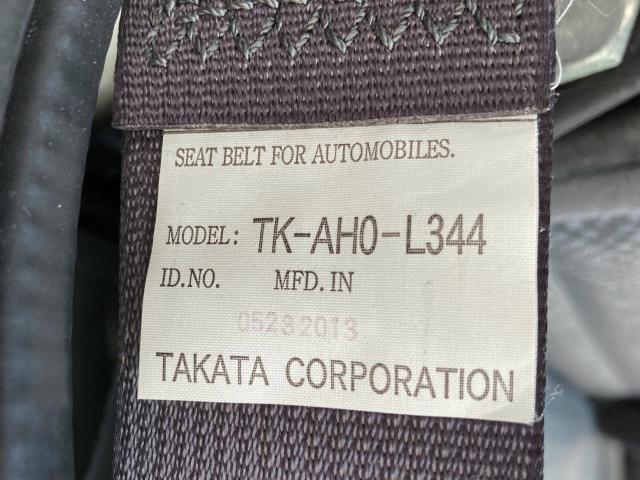 SEAT BELT FOR AUTOMOBILES.
MODEL: TK-AH0-L344
ID.NO. MFD. IN
05232013
TAKATA CORPORATION